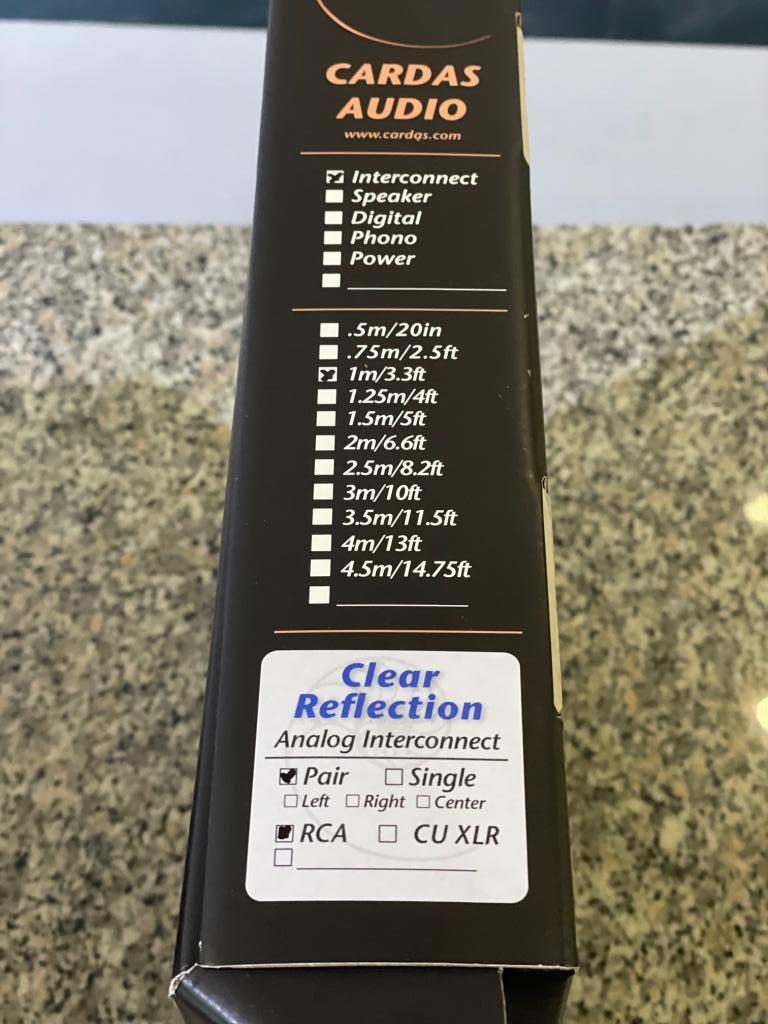 CARDAS
AUDIO
www.cardas.com
Interconnect
Speaker
Digital
Phono
Power
.5m/20in
.75m/2.5ft
1m/3.3ft
1.25m/4ft
1.5m/5ft
2m/6.6ft
2.5m/8.2ft
3m/10ft
3.5m/11.5ft
4m/13ft
4.5m/14.75ft
Clear
Reflection
Analog Interconnect
Pair Single
Left Right Center
RCA CU XLR